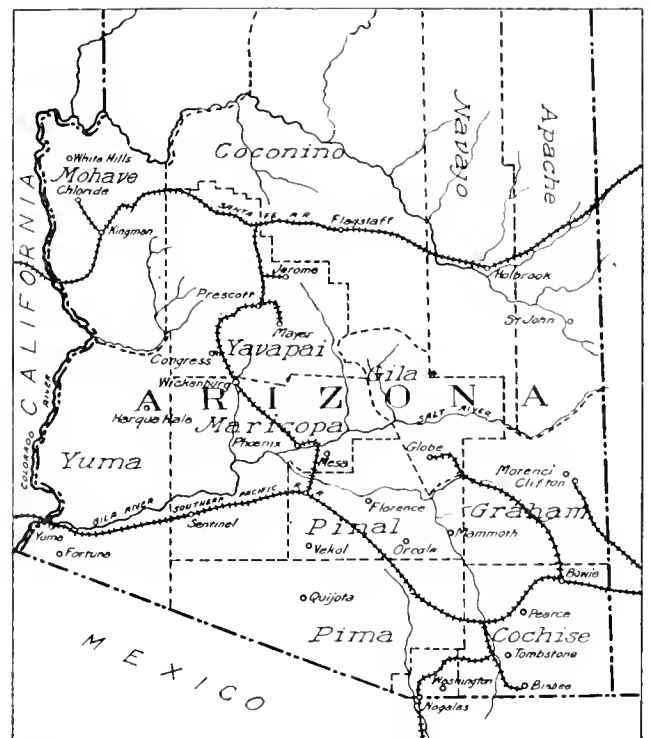 Navajo
Apache
Coconino
White Hills
Mohave
Chloride
CALIFORNIA
SANTA FE R.R.
Flagstaff
Kingman
Holbrook
Jerome
Prescott
St John
Mayer
Yavapai
Congress
Gila
Wickenburg
ARIZONA
Harqua Hala
Maricopa
SALT RIVER
COLORADO RIVER
Phoenix
Mesa
Globe
Yuma
Morenci
Clifton
GILA RIVER
SOUTHERN PACIFIC R R
Florence
Graham
Sentinel
Pinal
Mammoth
Yuma
Fortuna
Vekol
Orcale
Bowie
Quijota
Pearce
Pima
Cochise
Tombstone
MEXICO
Washington
Bisbee
Nogales